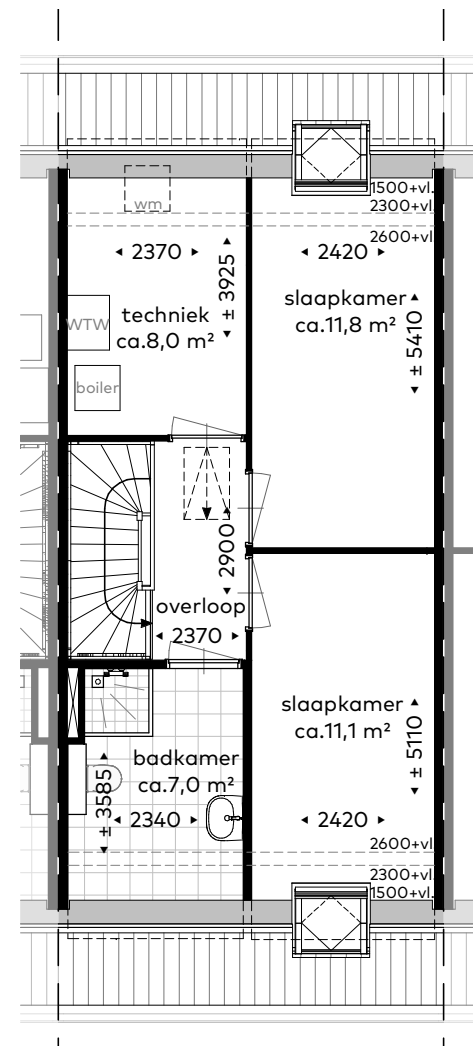 wm
1500+vl.
2300+vl
2600+vl
2370
± 3925
2420
techniek
ca.8,0 m²
slaapkamer
ca.11,8 m²
± 5410
WTW
boiler
2900
overloop
2370
slaapkamer
ca.11,1 m²
± 5110
badkamer
ca.7,0 m²
± 3585
2340
2420
2600+vl
2300+vl
1500+vl.